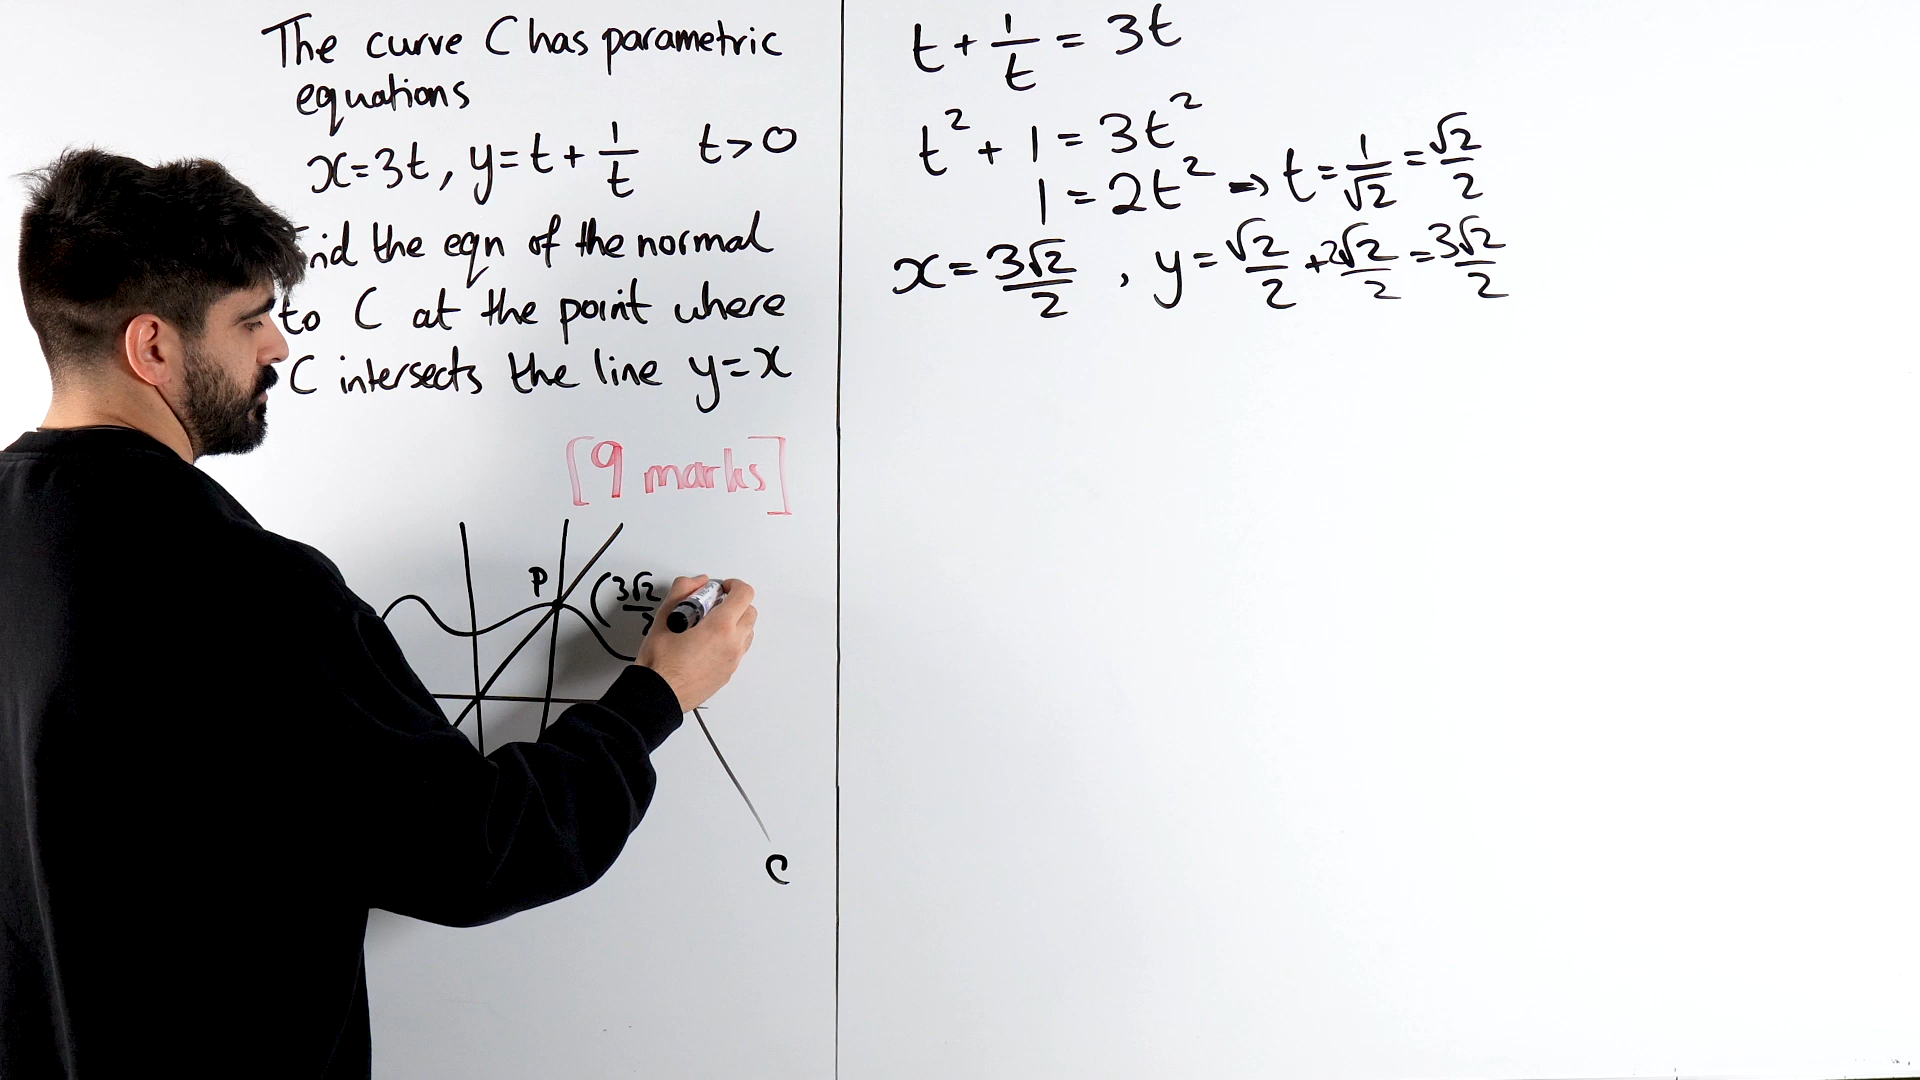 The curve C has parametric
equations
x=3t, y=t+1/t t>0
the eqn of the normal
to C at the point where
C intersects the line y=x
[9 marks]
P (3√2/
C
t + 1/t = 3t
t² + 1 = 3t²
1 = 2t² => t = 1/√2 = √2/2
x = 3√2/2 , y = √2/2 + 2√2/2 = 3√2/2